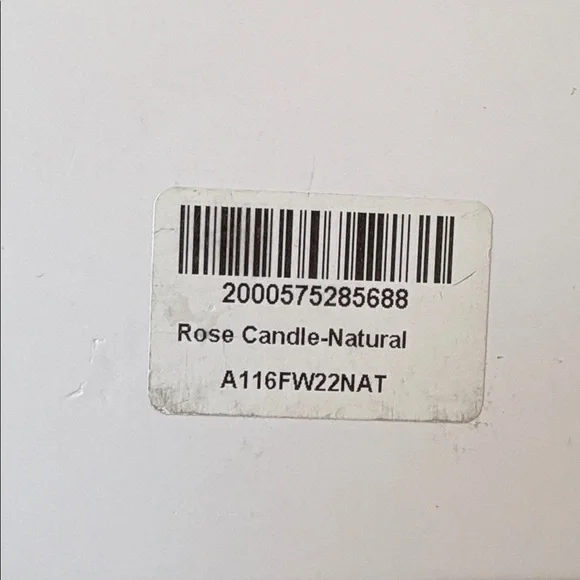 2000575285688
Rose Candle-Natural
A116FW22NAT